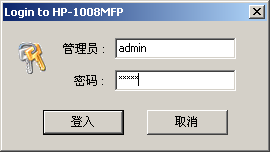 Login to HP-1008MFP
管理员： admin
密码： *****
登入 取消